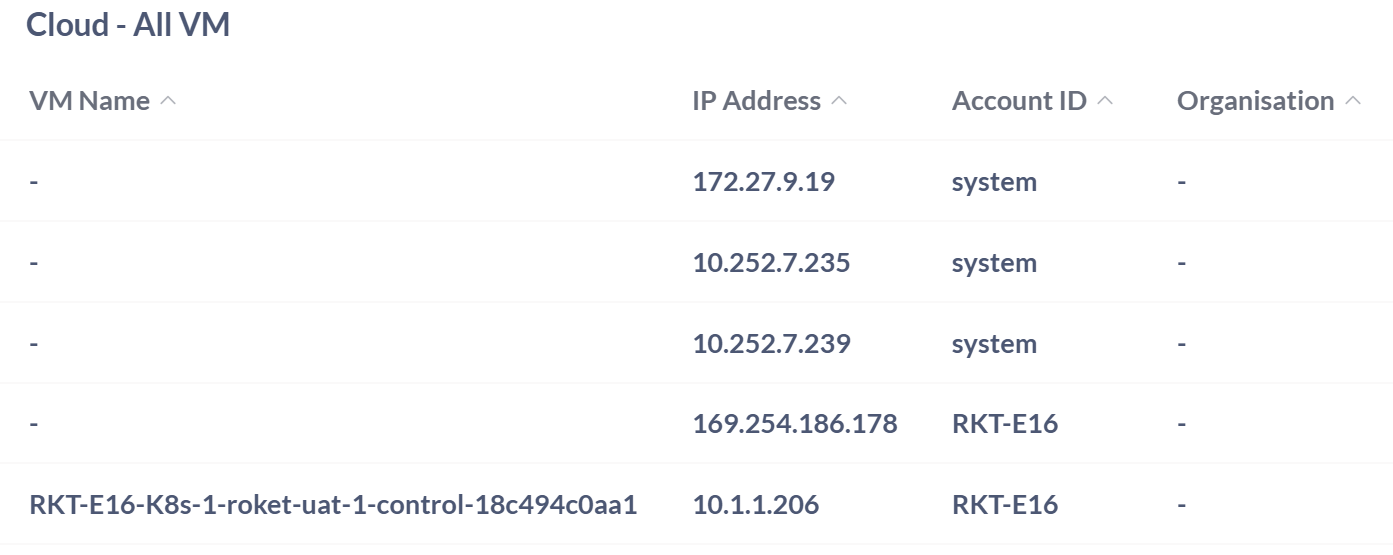 Cloud - All VM
VM Name IP Address Account ID Organisation
- 172.27.9.19 system -
- 10.252.7.235 system -
- 10.252.7.239 system -
- 169.254.186.178 RKT-E16 -
RKT-E16-K8s-1-roket-uat-1-control-18c494c0aa1 10.1.1.206 RKT-E16 -